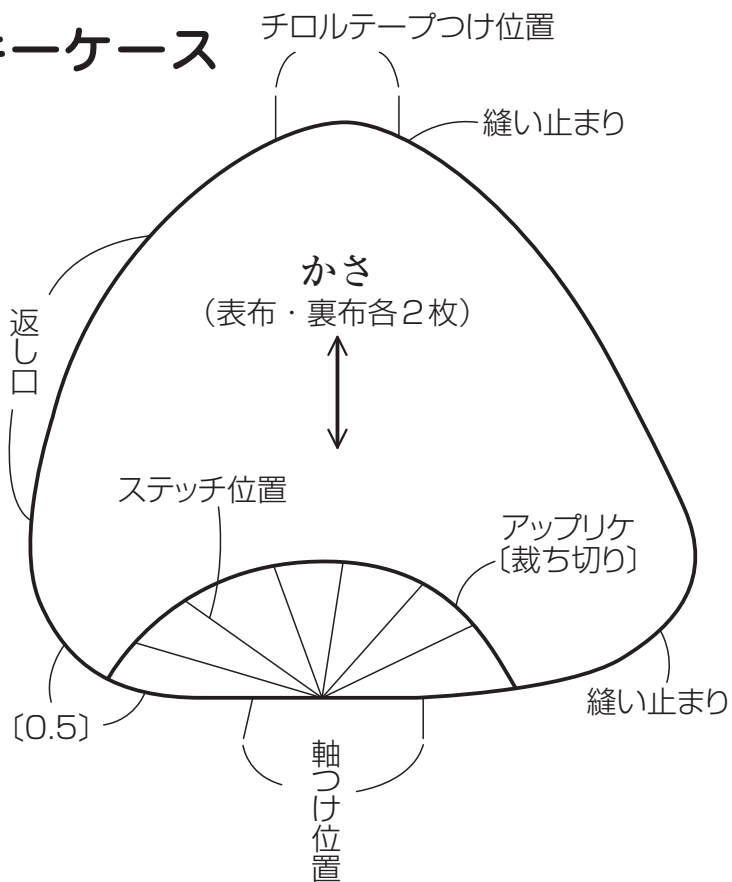 ーケース
チロルテープつけ位置
縫い止まり
かさ
（表布・裏布各２枚）
返し口
ステッチ位置
アップリケ
〔裁ち切り〕
縫い止まり
〔0.5〕
軸つけ位置